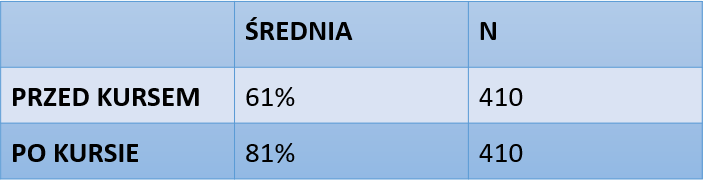 ŚREDNIA N
PRZED KURSEM 61% 410
PO KURSIE 81% 410